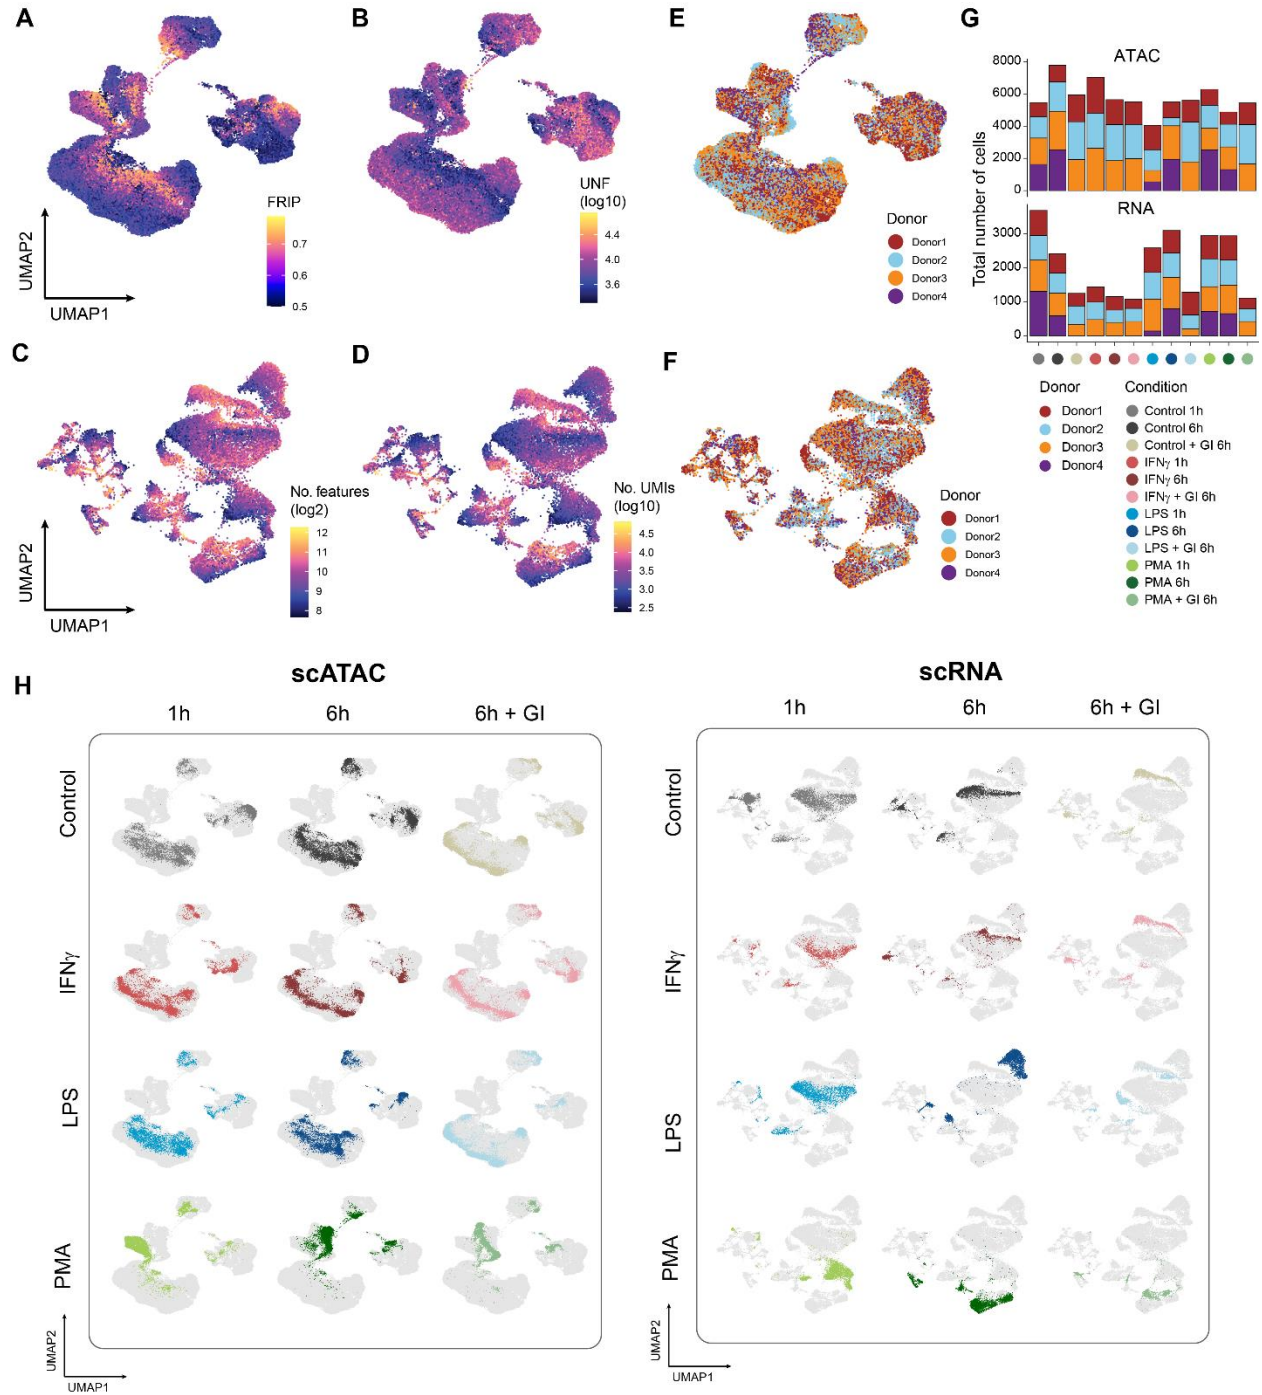 A
FRIP
0.7
0.6
0.5
UMAP2
UMAP1
B
UNF
(log10)
4.4
4.0
3.6
E
Donor
Donor1
Donor2
Donor3
Donor4
G
ATAC
8000
6000
4000
2000
0
RNA
3000
2000
1000
0
Total number of cells
Donor
Donor1
Donor2
Donor3
Donor4
Condition
Control 1h
Control 6h
Control + GI 6h
IFNγ 1h
IFNγ 6h
IFNγ + GI 6h
LPS 1h
LPS 6h
LPS + GI 6h
PMA 1h
PMA 6h
PMA + GI 6h
C
No. features
(log2)
12
11
10
9
8
UMAP2
UMAP1
D
No. UMIs
(log10)
4.5
4.0
3.5
3.0
2.5
F
Donor
Donor1
Donor2
Donor3
Donor4
H
scATAC
1h
6h
6h + GI
Control
IFNγ
LPS
PMA
UMAP2
UMAP1
scRNA
1h
6h
6h + GI
Control
IFNγ
LPS
PMA
UMAP2
UMAP1